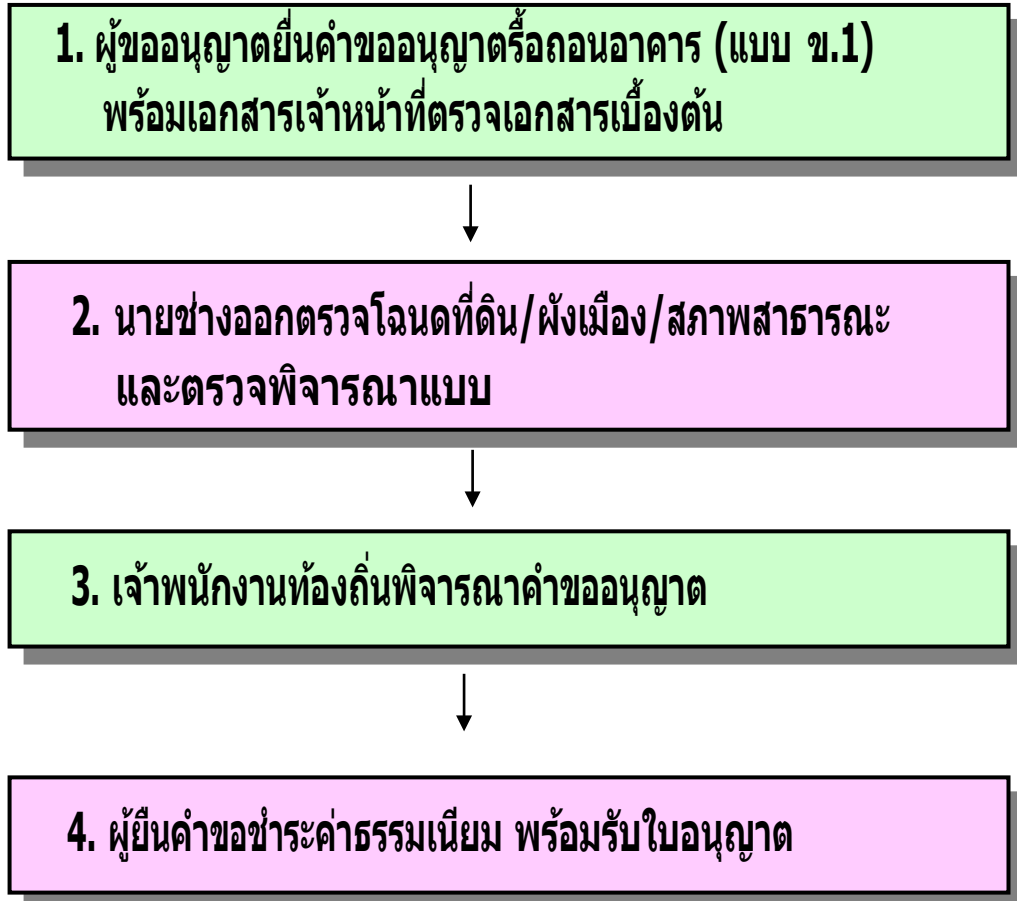 1. ผู้ขออนุญาตยื่นคำขออนุญาตรื้อถอนอาคาร (แบบ ข.1)
พร้อมเอกสารเจ้าหน้าที่ตรวจเอกสารเบื้องต้น
2. นายช่างออกตรวจโฉนดที่ดิน/ผังเมือง/สภาพสาธารณะ
และตรวจพิจารณาแบบ
3. เจ้าพนักงานท้องถิ่นพิจารณาคำขออนุญาต
4. ผู้ยืนคำขอชำระค่าธรรมเนียม พร้อมรับใบอนุญาต